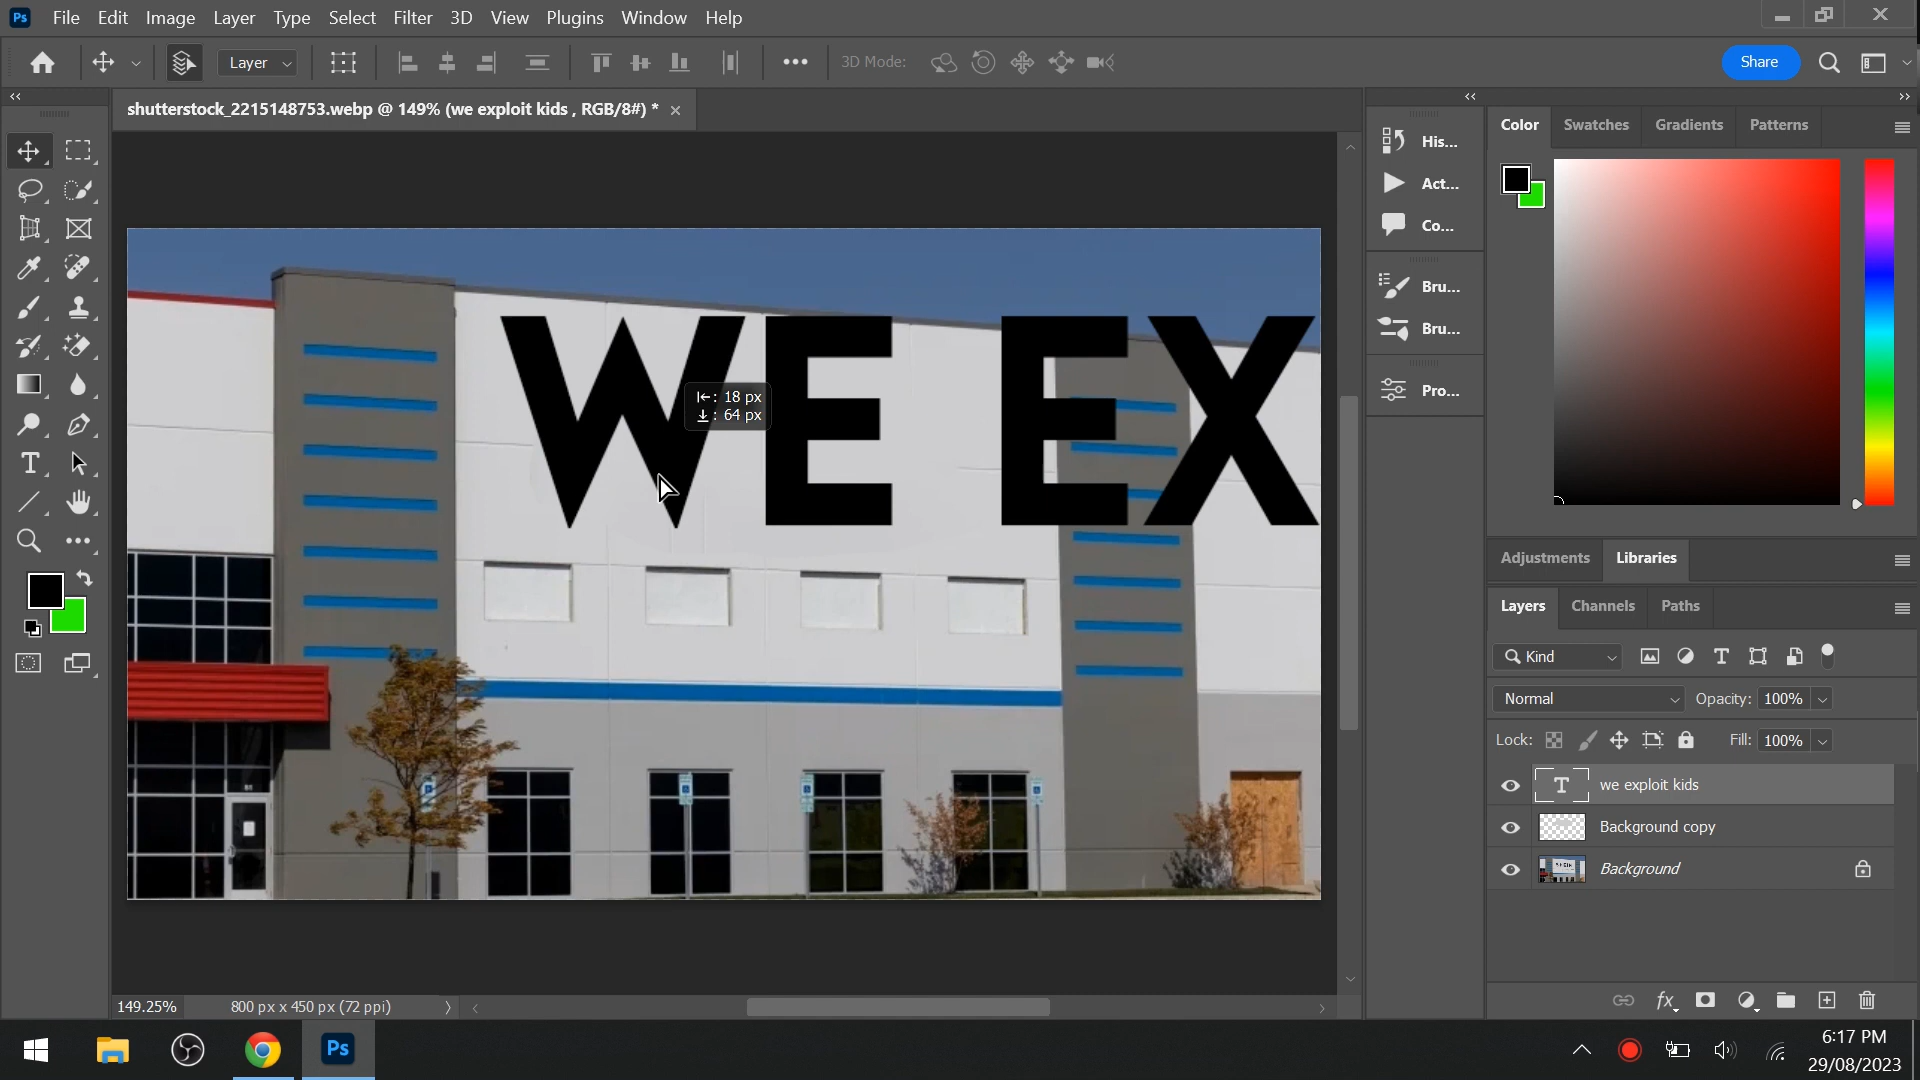 Ps File Edit Image Layer Type Select Filter 3D View Plugins Window Help
Layer 3D Mode: Share
shutterstock_2215148753.webp @ 149% (we exploit kids , RGB/8#) *
WE EX
: 18 px
: 64 px
149.25% 800 px x 450 px (72 ppi)
His...
Act...
Co...
Bru...
Bru...
Pro...
Color Swatches Gradients Patterns
Adjustments Libraries
Layers Channels Paths
Kind
Normal Opacity: 100%
Lock: Fill: 100%
we exploit kids
Background copy
Background
fx
Ps
6:17 PM
29/08/2023